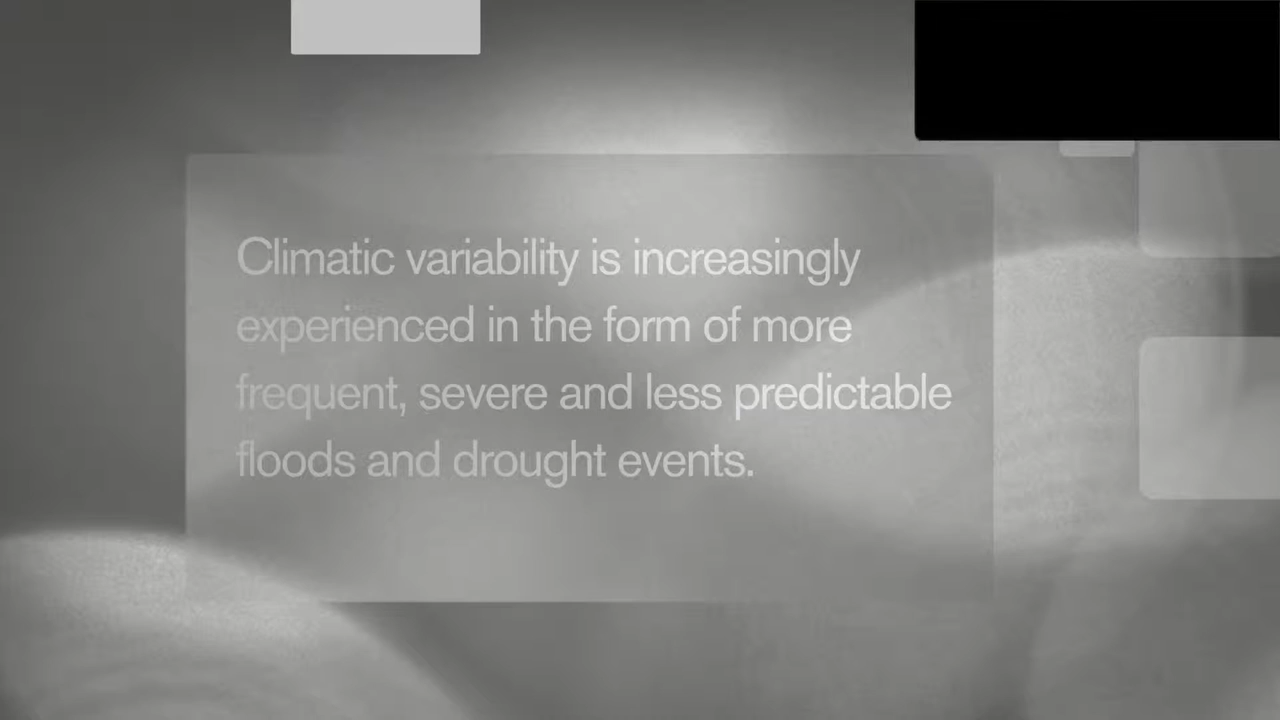 Climatic variability is increasingly
experienced in the form of more
frequent, severe and less predictable
floods and drought events.